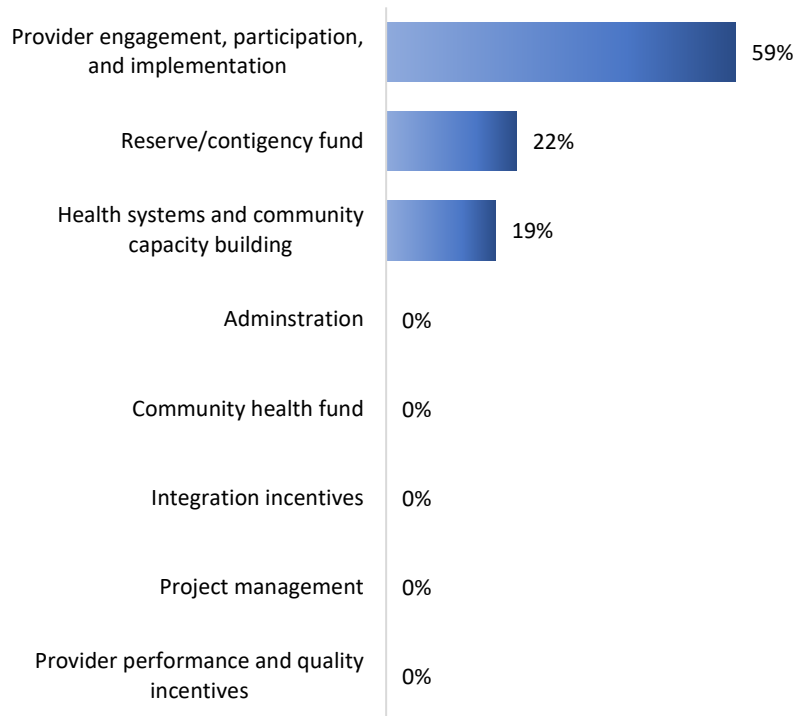 Provider engagement, participation,
and implementation
59%
Reserve/contigency fund
22%
Health systems and community
capacity building
19%
Adminstration
0%
Community health fund
0%
Integration incentives
0%
Project management
0%
Provider performance and quality
incentives
0%